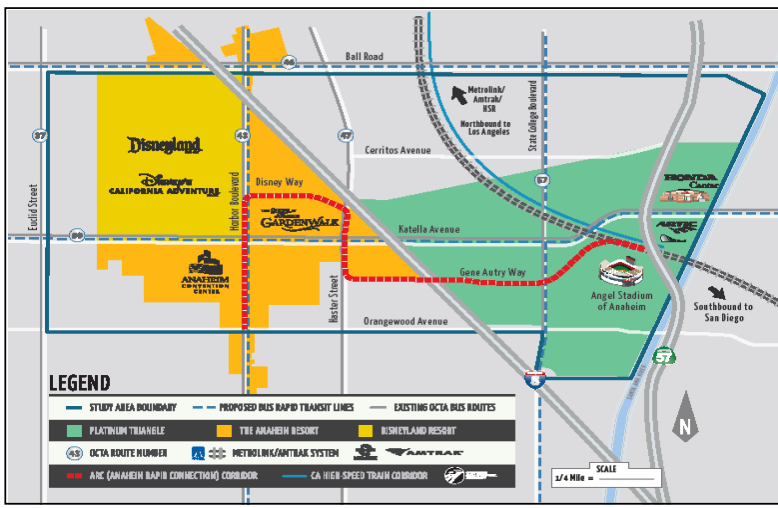 Ball Road
46
Metrolink/
Amtrak/
HSR
Northbound to
Los Angeles
State College Boulevard
37
43
47
Disneyland
Cerritos Avenue
HONDA
Center
Disney's
CALIFORNIA ADVENTURE
Disney Way
57
Euclid Street
Harbor Boulevard
GARDENWALK
ARTIC
50
Katella Avenue
ANAHEIM
CONVENTION
CENTER
Haster Street
Gene Autry Way
Angel Stadium
of Anaheim
Southbound to
San Diego
Orangewood Avenue
57
5
LEGEND
STUDY AREA BOUNDARY
PROPOSED BUS RAPID TRANSIT LINES
EXISTING OCTA BUS ROUTES
PLATINUM TRIANGLE
THE ANAHEIM RESORT
DISNEYLAND RESORT
43 OCTA ROUTE NUMBER
METROLINK/AMTRAK SYSTEM
AMTRAK
ARC (ANAHEIM RAPID CONNECTION) CORRIDOR
CA HIGH-SPEED TRAIN CORRIDOR
N
SCALE
1/4 Mile =